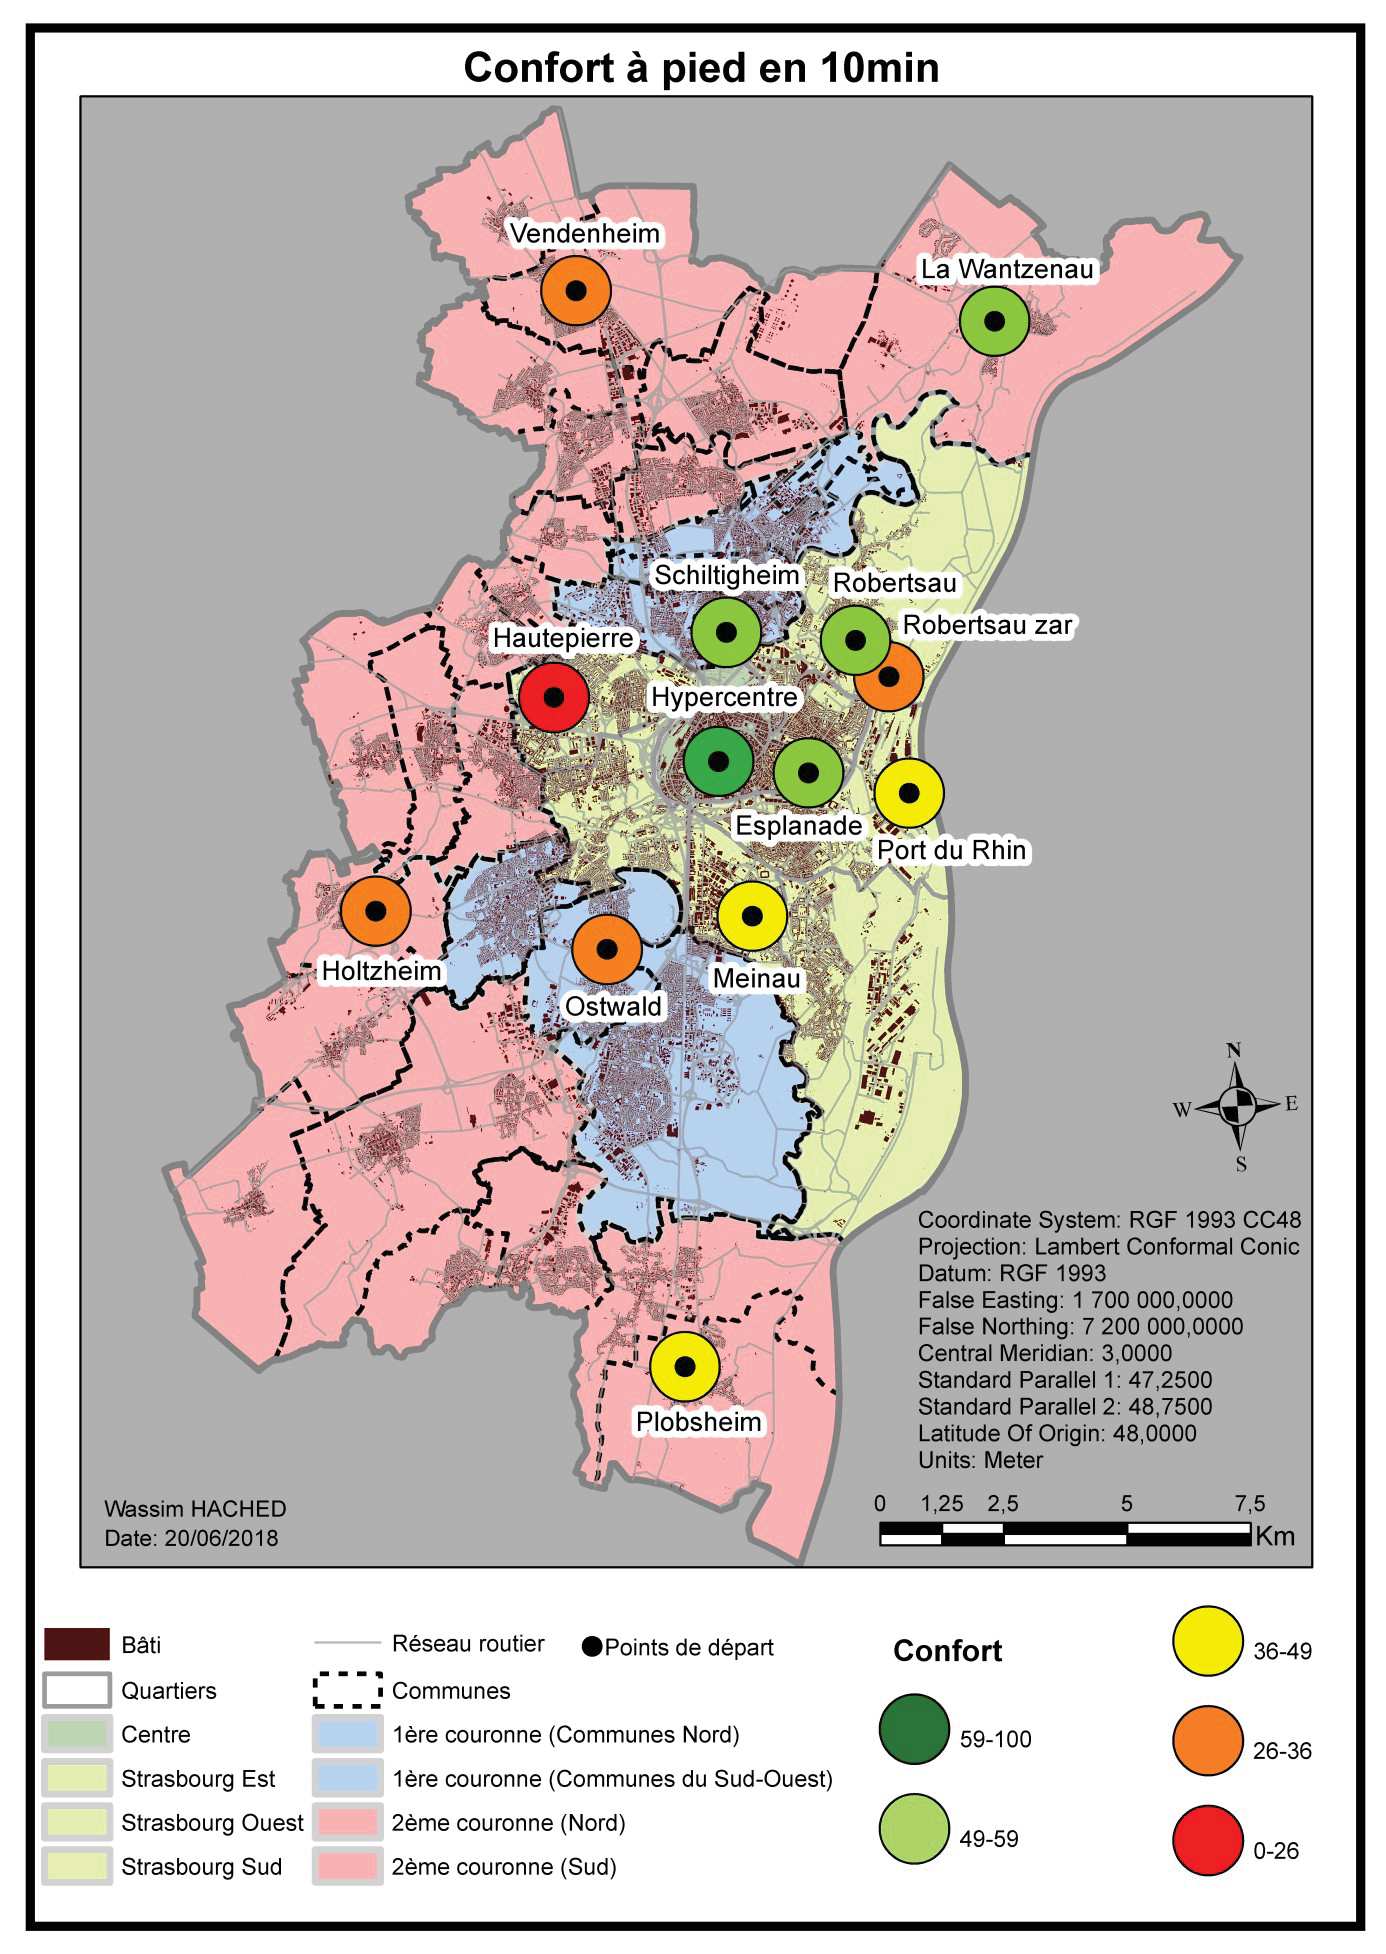 Confort à pied en 10min
Vendenheim
La Wantzenau
Schiltigheim
Robertsau
Robertsau zar
Hautepierre
Hypercentre
Esplanade
Port du Rhin
Holtzheim
Ostwald
Meinau
Plobsheim
N
W
E
S
Coordinate System: RGF 1993 CC48
Projection: Lambert Conformal Conic
Datum: RGF 1993
False Easting: 1 700 000,0000
False Northing: 7 200 000,0000
Central Meridian: 3,0000
Standard Parallel 1: 47,2500
Standard Parallel 2: 48,7500
Latitude Of Origin: 48,0000
Units: Meter
0 1,25 2,5 5 7,5
Km
Wassim HACHED
Date: 20/06/2018
Bâti
Quartiers
Centre
Strasbourg Est
Strasbourg Ouest
Strasbourg Sud
Réseau routier
Communes
1ère couronne (Communes Nord)
1ère couronne (Communes du Sud-Ouest)
2ème couronne (Nord)
2ème couronne (Sud)
Points de départ
Confort
59-100
49-59
36-49
26-36
0-26